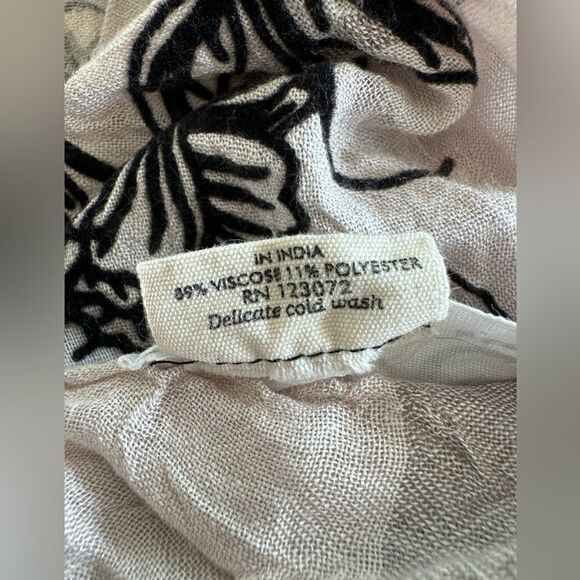 IN INDIA
89% VISCOSE 11% POLYESTER
RN 123072
Delicate cold wash